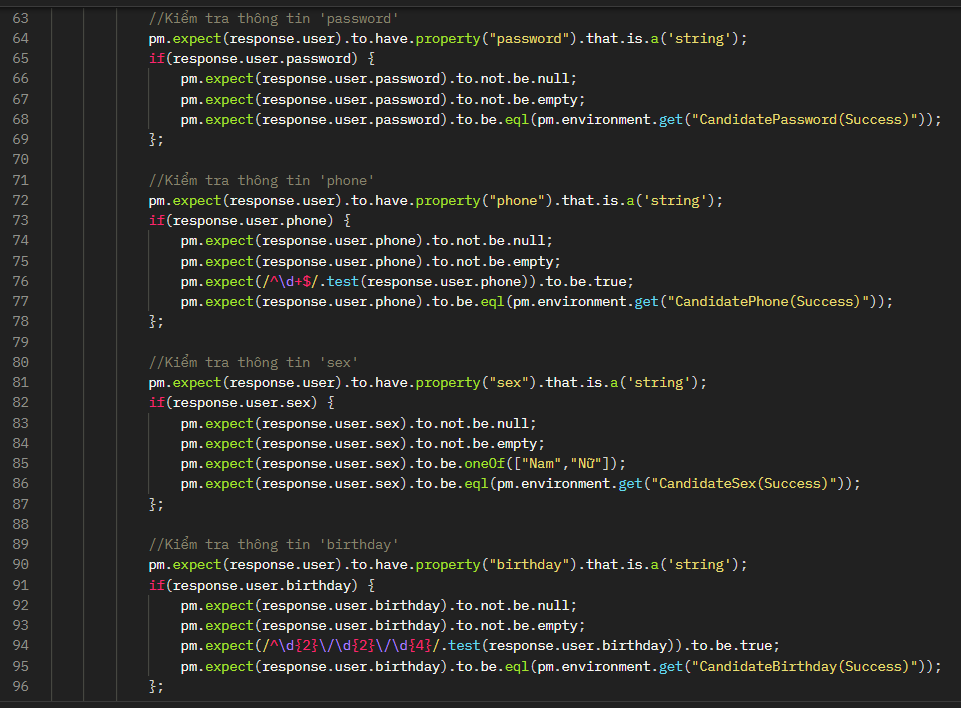 63 //Kiểm tra thông tin 'password'
64 pm.expect(response.user).to.have.property("password").that.is.a('string');
65 if(response.user.password) {
66 pm.expect(response.user.password).to.not.be.null;
67 pm.expect(response.user.password).to.not.be.empty;
68 pm.expect(response.user.password).to.be.eql(pm.environment.get("CandidatePassword(Success)"));
69 };
70
71 //Kiểm tra thông tin 'phone'
72 pm.expect(response.user).to.have.property("phone").that.is.a('string');
73 if(response.user.phone) {
74 pm.expect(response.user.phone).to.not.be.null;
75 pm.expect(response.user.phone).to.not.be.empty;
76 pm.expect(/^\d+$/.test(response.user.phone)).to.be.true;
77 pm.expect(response.user.phone).to.be.eql(pm.environment.get("CandidatePhone(Success)"));
78 };
79
80 //Kiểm tra thông tin 'sex'
81 pm.expect(response.user).to.have.property("sex").that.is.a('string');
82 if(response.user.sex) {
83 pm.expect(response.user.sex).to.not.be.null;
84 pm.expect(response.user.sex).to.not.be.empty;
85 pm.expect(response.user.sex).to.be.oneOf(["Nam","Nữ"]);
86 pm.expect(response.user.sex).to.be.eql(pm.environment.get("CandidateSex(Success)"));
87 };
88
89 //Kiểm tra thông tin 'birthday'
90 pm.expect(response.user).to.have.property("birthday").that.is.a('string');
91 if(response.user.birthday) {
92 pm.expect(response.user.birthday).to.not.be.null;
93 pm.expect(response.user.birthday).to.not.be.empty;
94 pm.expect(/^\d{2}\/\d{2}\/\d{4}/.test(response.user.birthday)).to.be.true;
95 pm.expect(response.user.birthday).to.be.eql(pm.environment.get("CandidateBirthday(Success)"));
96 };